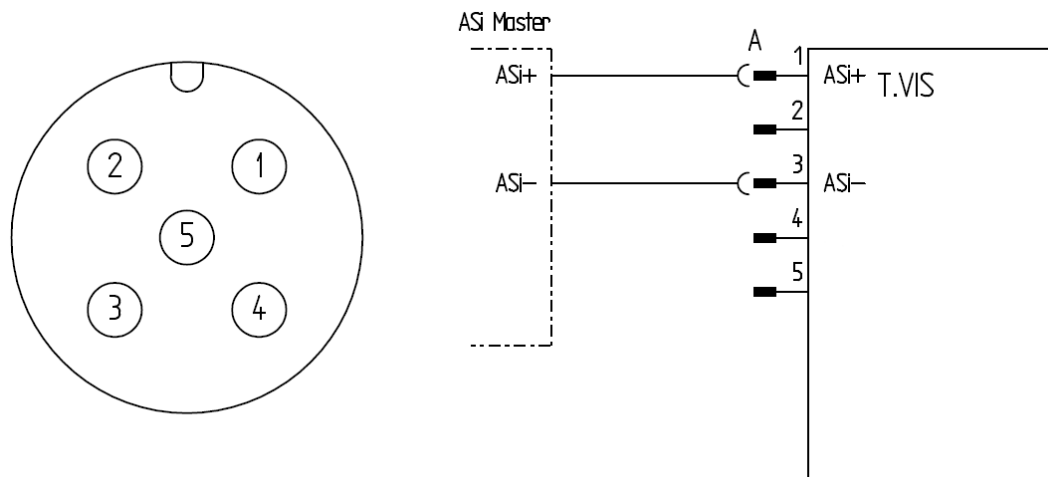 2 1
5
3 4
ASi Master
A
ASi+ 1 ASi+ T.VIS
2
ASi- 3 ASi-
4
5